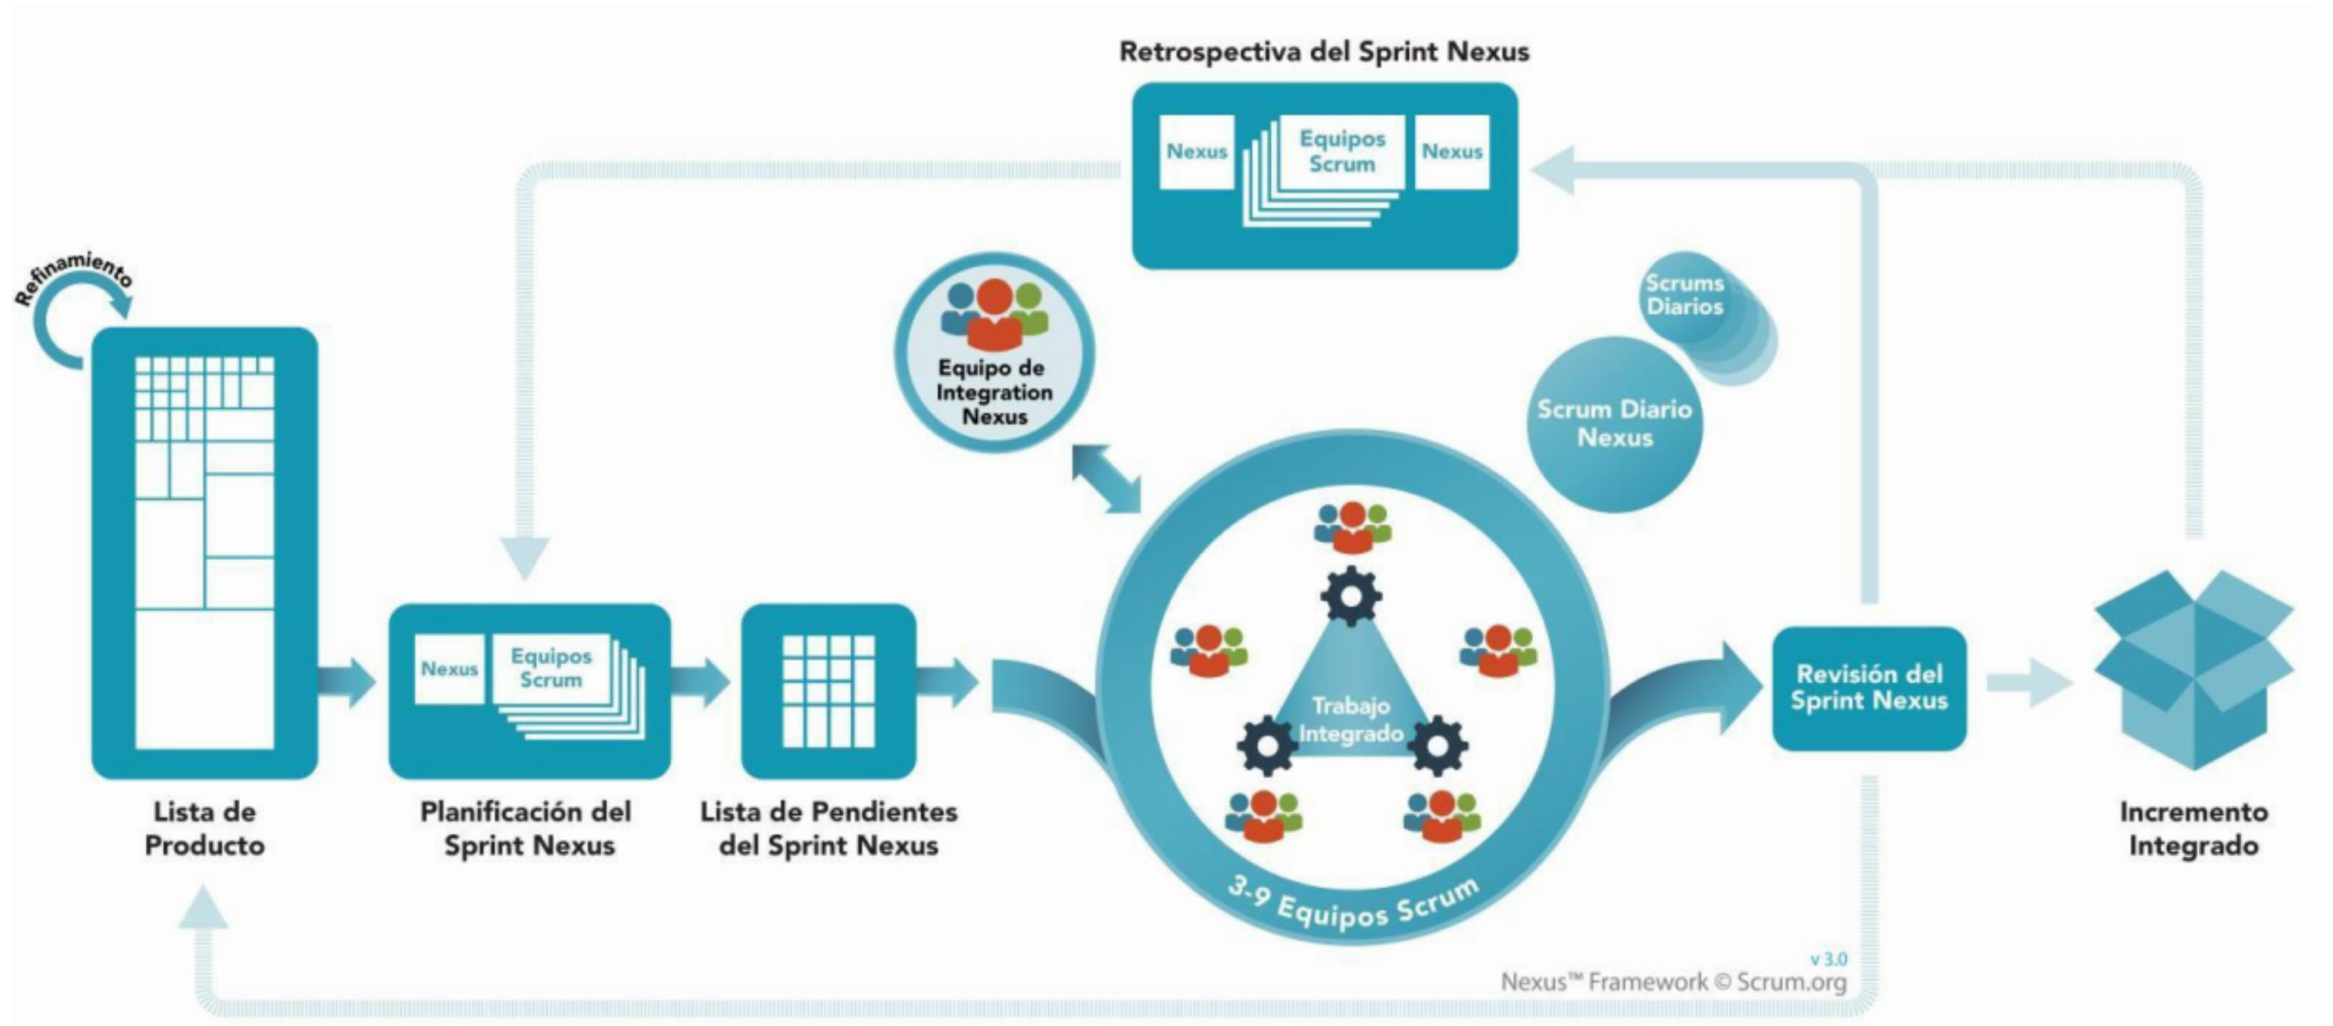 Retrospectiva del Sprint Nexus
Nexus
Equipos
Scrum
Nexus
Refinamiento
Equipo de
Integration
Nexus
Scrums
Diarios
Scrum Diario
Nexus
Nexus
Equipos
Scrum
Trabajo
Integrado
Revisión del
Sprint Nexus
Lista de
Producto
Planificación del
Sprint Nexus
Lista de Pendientes
del Sprint Nexus
3-9 Equipos Scrum
Incremento
Integrado
v 3.0
Nexus™ Framework © Scrum.org